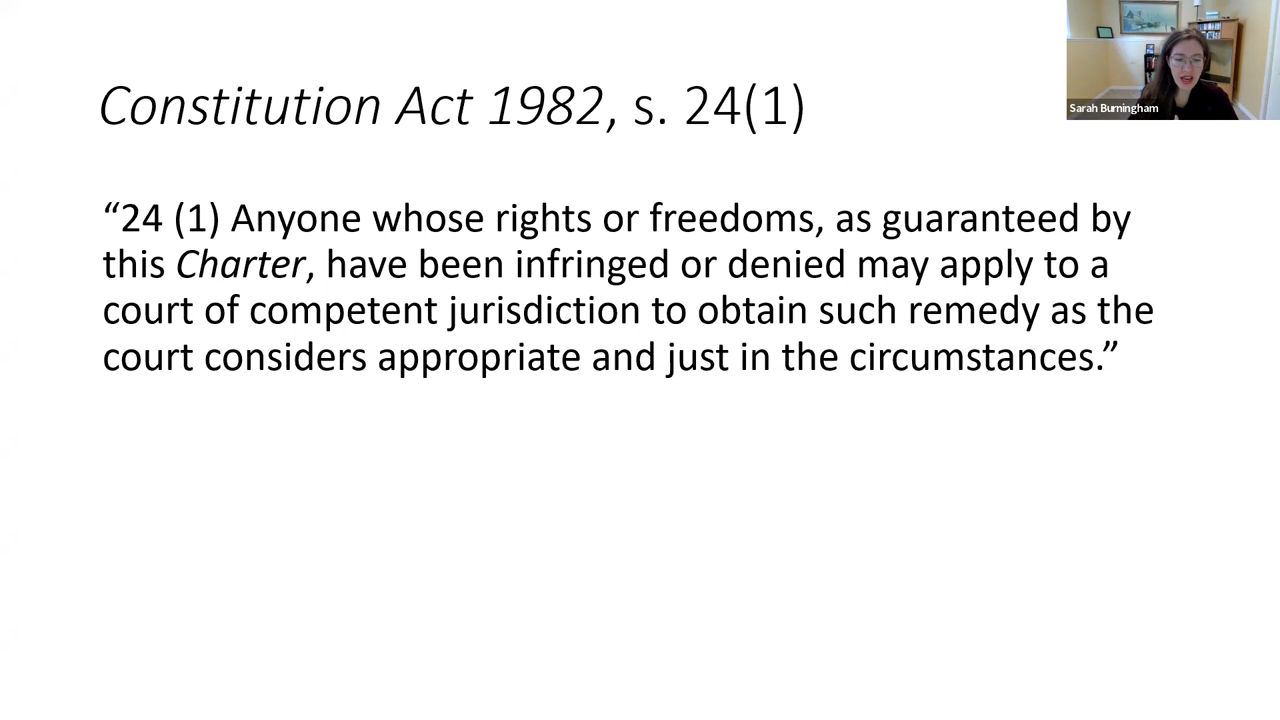 Constitution Act 1982, s. 24(1)
Sarah Burningham
“24 (1) Anyone whose rights or freedoms, as guaranteed by
this Charter, have been infringed or denied may apply to a
court of competent jurisdiction to obtain such remedy as the
court considers appropriate and just in the circumstances.”